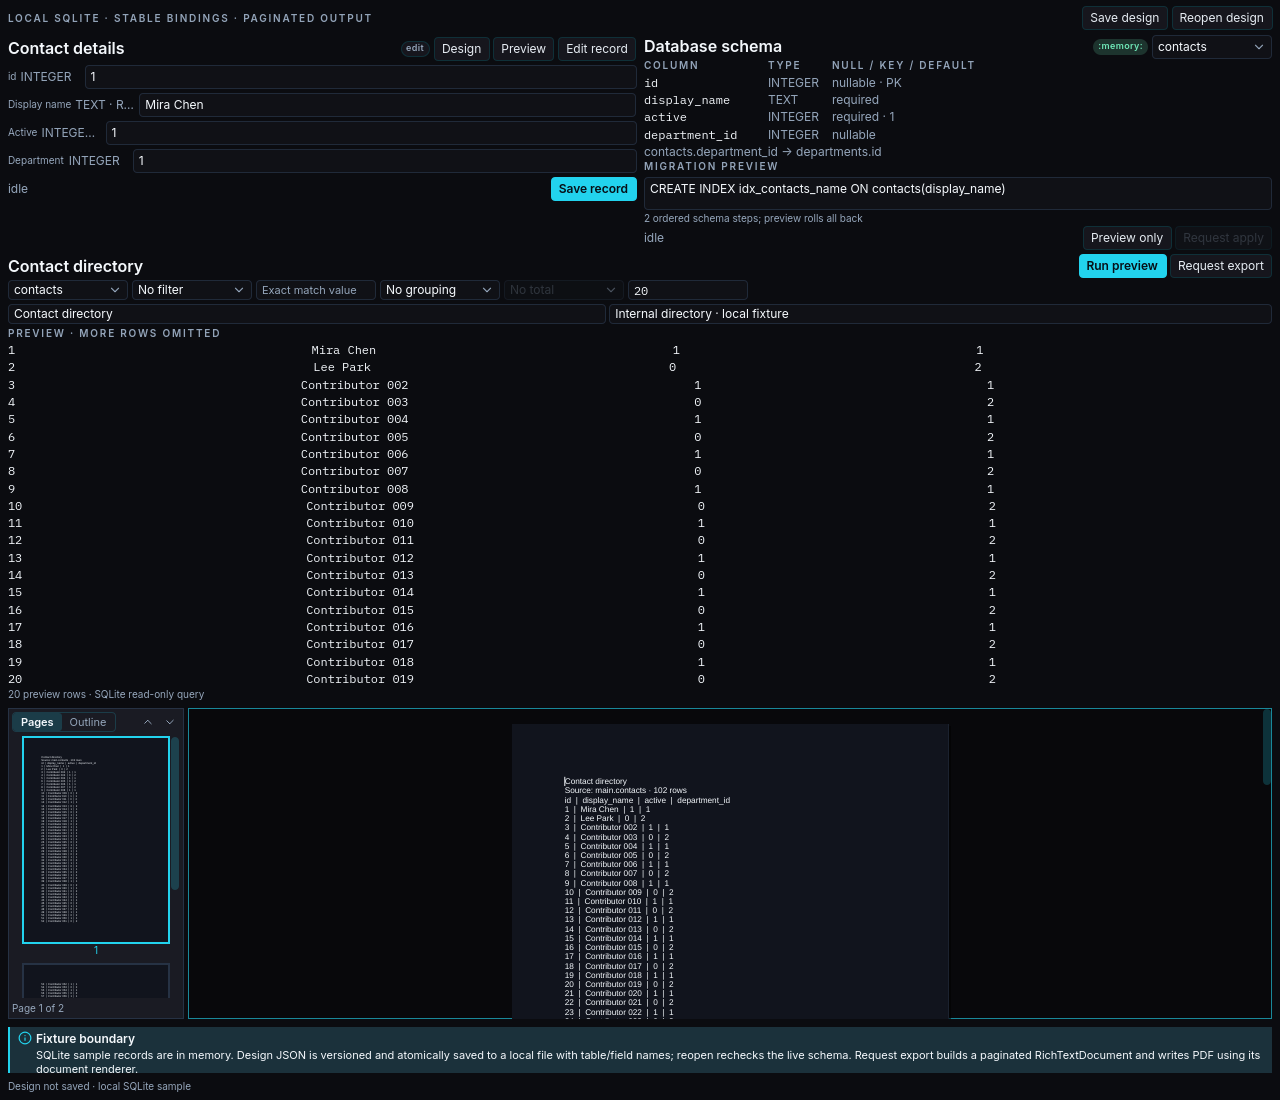 LOCAL SQLITE · STABLE BINDINGS · PAGINATED OUTPUT
Save design Reopen design
Contact details edit Design Preview Edit record
id INTEGER 1
Display name TEXT · R... Mira Chen
Active INTEGE... 1
Department INTEGER 1
idle Save record
Database schema :memory: contacts
COLUMN TYPE NULL / KEY / DEFAULT
id INTEGER nullable · PK
display_name TEXT required
active INTEGER required · 1
department_id INTEGER nullable
contacts.department_id → departments.id
MIGRATION PREVIEW
CREATE INDEX idx_contacts_name ON contacts(display_name)
2 ordered schema steps; preview rolls all back
idle Preview only Request apply
Contact directory Run preview Request export
contacts No filter Exact match value No grouping No total 20
Contact directory Internal directory · local fixture
PREVIEW · MORE ROWS OMITTED
1 Mira Chen 1 1
2 Lee Park 0 2
3 Contributor 002 1 1
4 Contributor 003 0 2
5 Contributor 004 1 1
6 Contributor 005 0 2
7 Contributor 006 1 1
8 Contributor 007 0 2
9 Contributor 008 1 1
10 Contributor 009 0 2
11 Contributor 010 1 1
12 Contributor 011 0 2
13 Contributor 012 1 1
14 Contributor 013 0 2
15 Contributor 014 1 1
16 Contributor 015 0 2
17 Contributor 016 1 1
18 Contributor 017 0 2
19 Contributor 018 1 1
20 Contributor 019 0 2
20 preview rows · SQLite read-only query
Pages Outline
1
Page 1 of 2
Contact directory
Source: main.contacts · 102 rows
id | display_name | active | department_id
1 | Mira Chen | 1 | 1
2 | Lee Park | 0 | 2
3 | Contributor 002 | 1 | 1
4 | Contributor 003 | 0 | 2
5 | Contributor 004 | 1 | 1
6 | Contributor 005 | 0 | 2
7 | Contributor 006 | 1 | 1
8 | Contributor 007 | 0 | 2
9 | Contributor 008 | 1 | 1
10 | Contributor 009 | 0 | 2
11 | Contributor 010 | 1 | 1
12 | Contributor 011 | 0 | 2
13 | Contributor 012 | 1 | 1
14 | Contributor 013 | 0 | 2
15 | Contributor 014 | 1 | 1
16 | Contributor 015 | 0 | 2
17 | Contributor 016 | 1 | 1
18 | Contributor 017 | 0 | 2
19 | Contributor 018 | 1 | 1
20 | Contributor 019 | 0 | 2
21 | Contributor 020 | 1 | 1
22 | Contributor 021 | 0 | 2
23 | Contributor 022 | 1 | 1
Fixture boundary
SQLite sample records are in memory. Design JSON is versioned and atomically saved to a local file with table/field names; reopen rechecks the live schema. Request export builds a paginated RichTextDocument and writes PDF using its
document renderer.
Design not saved · local SQLite sample